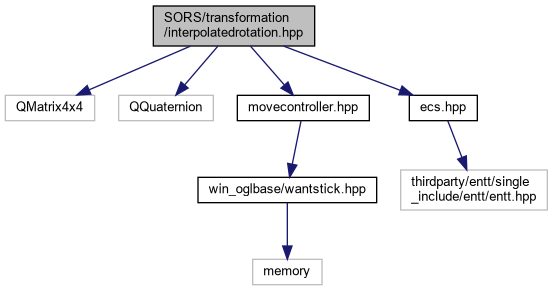 SORS/transformation
/interpolatedrotation.hpp
QMatrix4x4
QQuaternion
movecontroller.hpp
ecs.hpp
win_oglbase/wantstick.hpp
thirdparty/entt/single
_include/entt/entt.hpp
memory